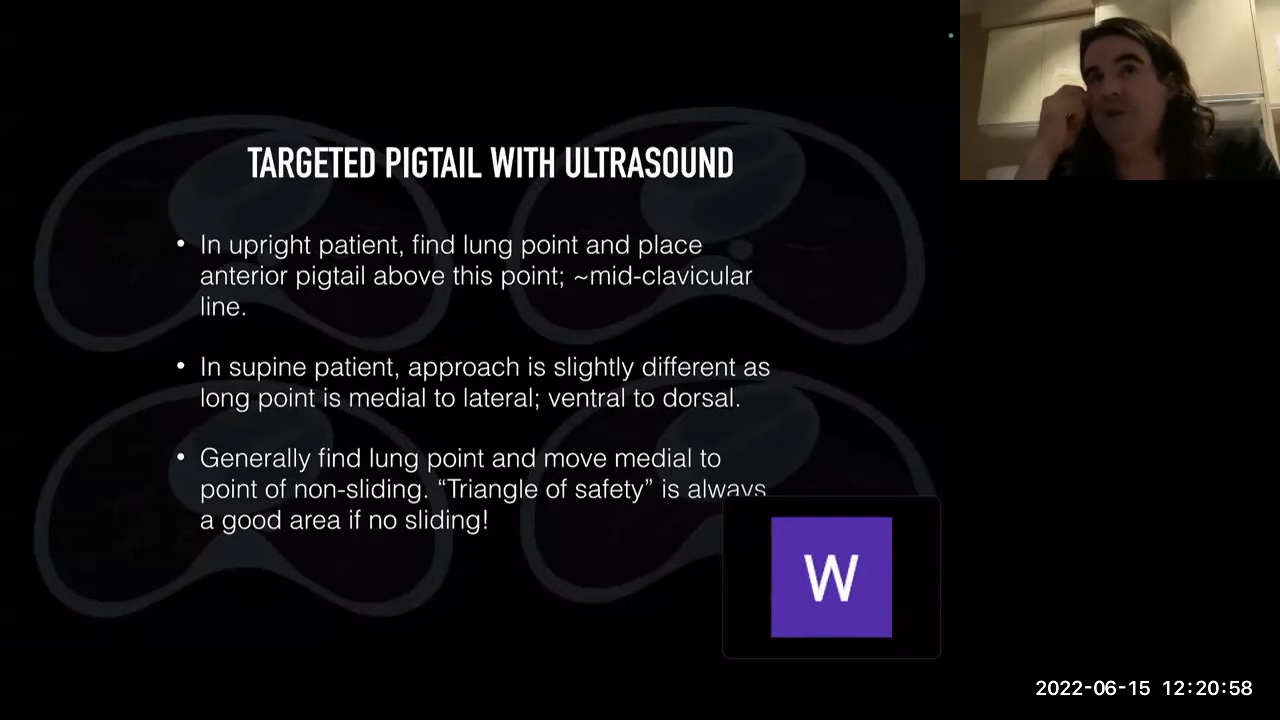 TARGETED PIGTAIL WITH ULTRASOUND
• In upright patient, find lung point and place
anterior pigtail above this point; ~mid-clavicular
line.
• In supine patient, approach is slightly different as
long point is medial to lateral; ventral to dorsal.
• Generally find lung point and move medial to
point of non-sliding. “Triangle of safety” is always
a good area if no sliding!
W
2022-06-15 12:20:58